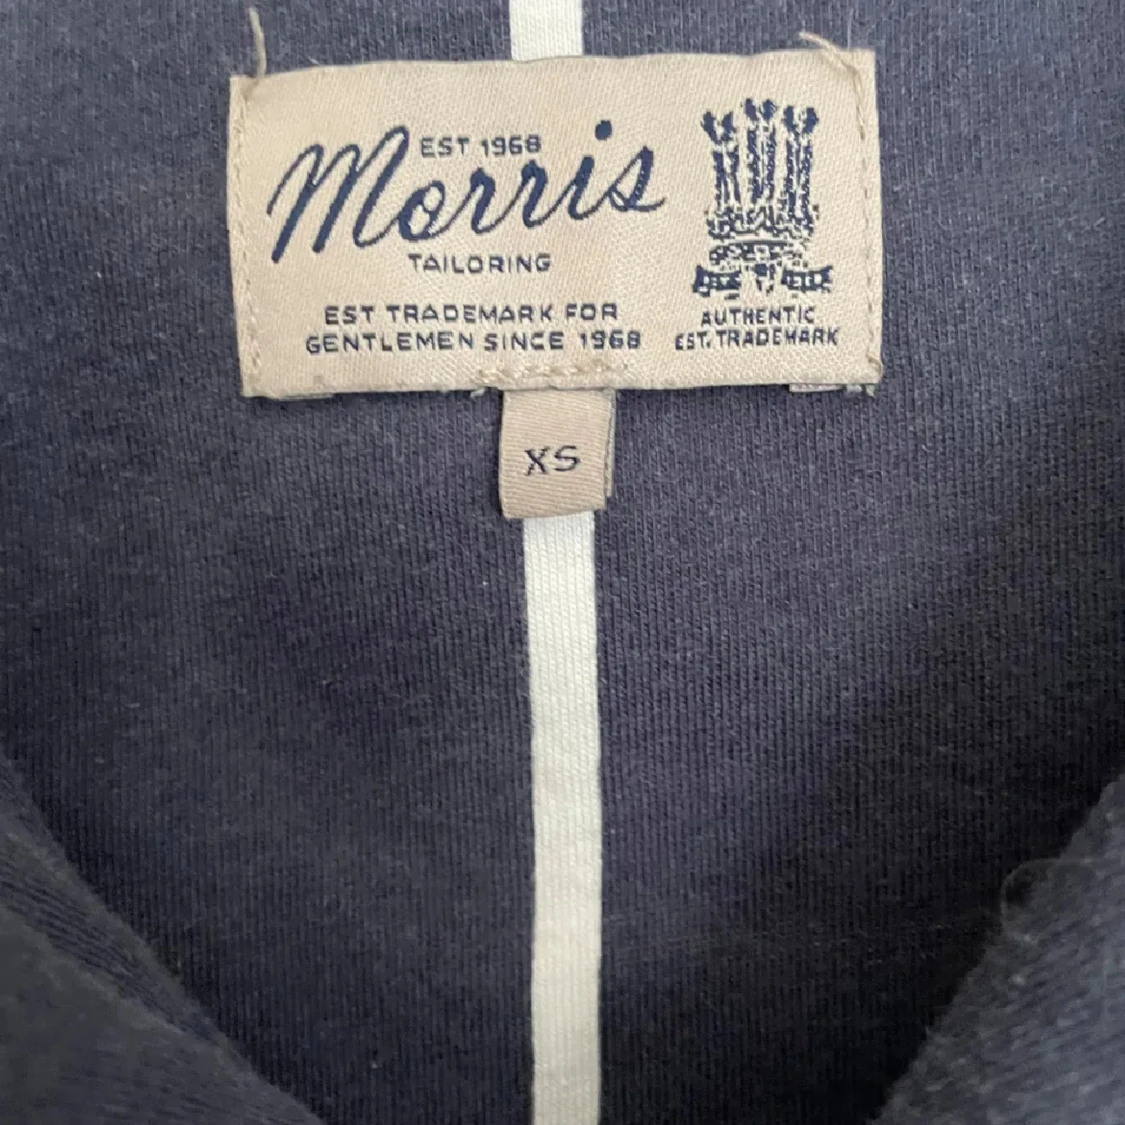 EST 1968
Morris
TAILORING
EST TRADEMARK FOR
GENTLEMEN SINCE 1968
AUTHENTIC
EST. TRADEMARK
XS